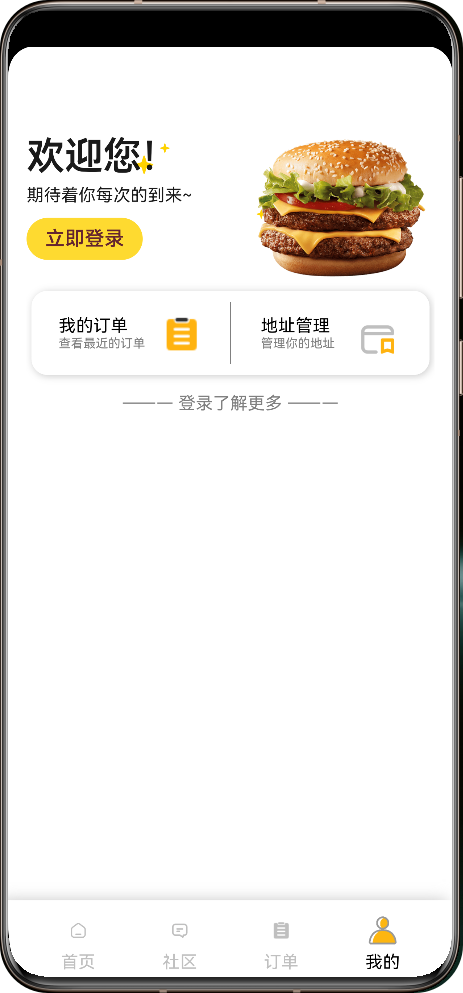 欢迎您!
期待着你每次的到来~
立即登录
我的订单
查看最近的订单
地址管理
管理你的地址
———— 登录了解更多 ————
首页
社区
订单
我的